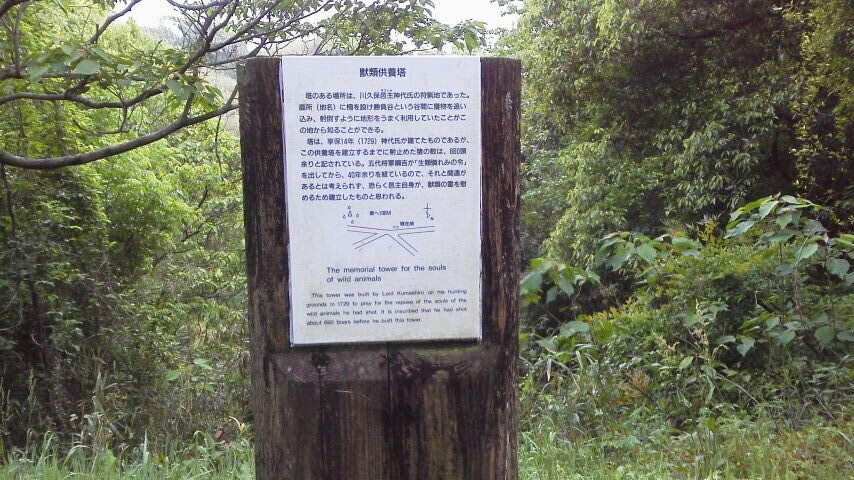 獣類供養塔
塔のある場所は、川久保邑主神代氏の狩猟地であった。
廟所（地名）に柵を設け勝負谷という谷間に獲物を追い
込み、射倒すように地形をうまく利用していたことがこ
の地から知ることができる。
塔は、享保14年（1729）神代氏が建てたものであるが、
この供養塔を建立するまでに射止めた猪の数は、660頭
余りと記されている。五代将軍綱吉が「生類憐れみの令」
を出してから、40年余りを経ているので、それと関連が
あるとは考えられず、恐らく邑主自身が、獣類の霊を慰
めるため建立したものと思われる。
東へ100M
現在地
The memorial tower for the souls
of wild animals
This tower was built by Lord Kumashiro on his hunting
grounds in 1729 to pray for the repose of the souls of the
wild animals he had shot. It is inscribed that he had shot
about 660 boars before he built this tower.